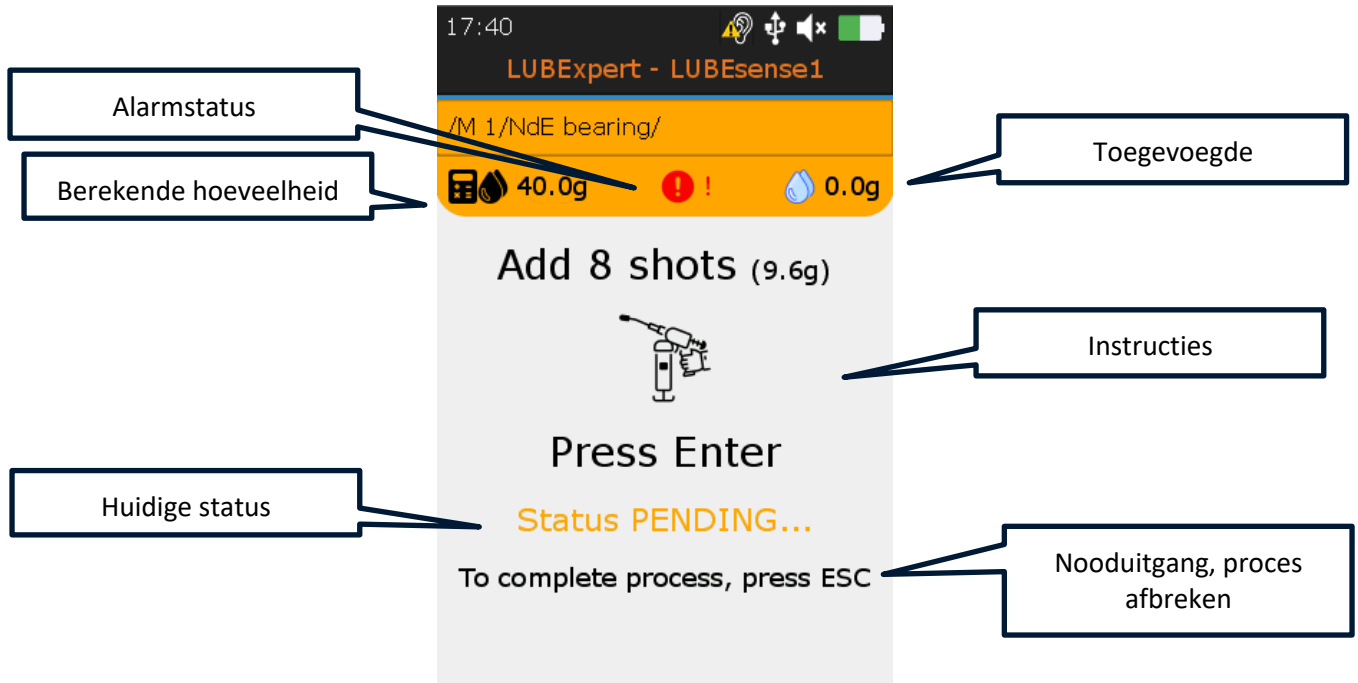 17:40
LUBExpert - LUBEsense1
Alarmstatus
/M 1/NdE bearing/
Toegevoegde
Berekende hoeveelheid
40.0g
! !
0.0g
Add 8 shots (9.6g)
Instructies
Press Enter
Huidige status
Status PENDING...
To complete process, press ESC
Nooduitgang, proces
afbreken